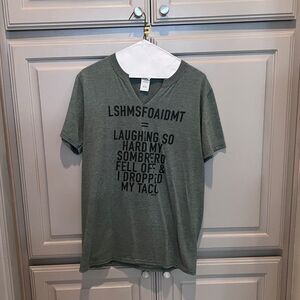 LSHMSFOAIDMT
=
LAUGHING SO
HARD MY
SOMBRERO
FELL OFF &
I DROPPED
MY TACO